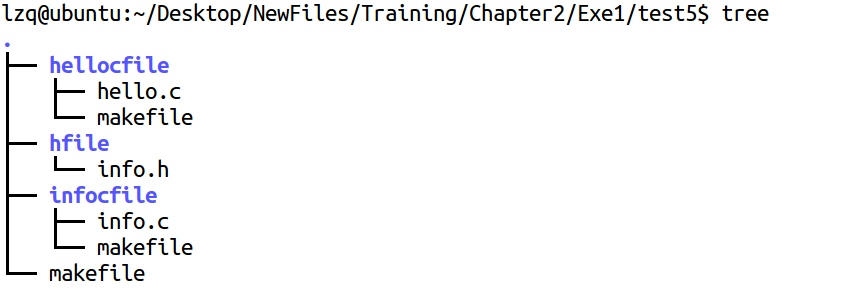 lzq@ubuntu:~/Desktop/NewFiles/Training/Chapter2/Exe1/test5$ tree
.
├── hellocfile
│   ├── hello.c
│   └── makefile
├── hfile
│   └── info.h
├── infocfile
│   ├── info.c
│   └── makefile
└── makefile